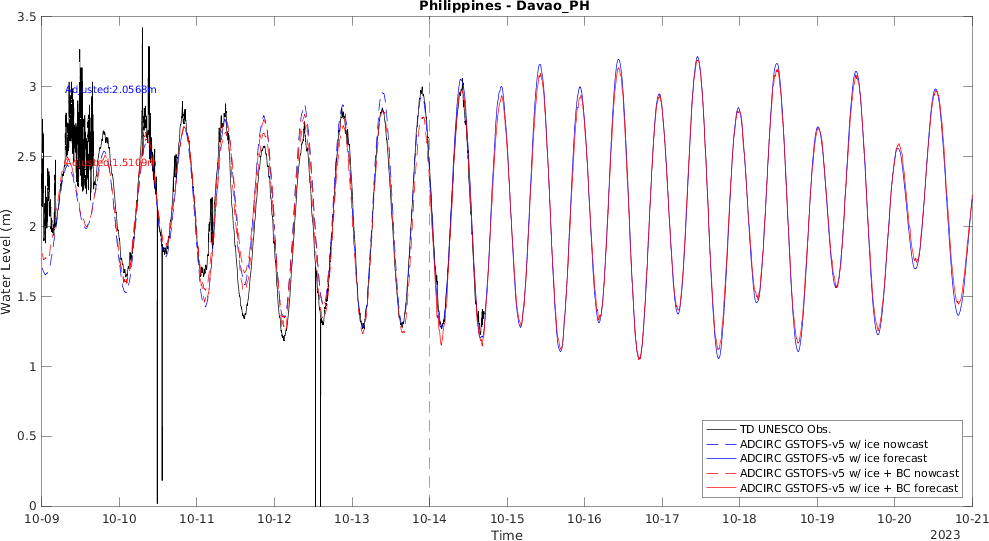 Philippines - Davao_PH
3.5
3
2.5
2
1.5
1
0.5
0
Water Level (m)
Adjusted:2.0568m
Adjusted:1.5109m
TD UNESCO Obs.
ADCIRC GSTOFS-v5 w/ ice nowcast
ADCIRC GSTOFS-v5 w/ ice forecast
ADCIRC GSTOFS-v5 w/ ice + BC nowcast
ADCIRC GSTOFS-v5 w/ ice + BC forecast
10-09 10-10 10-11 10-12 10-13 10-14 10-15 10-16 10-17 10-18 10-19 10-20 10-21
Time
2023